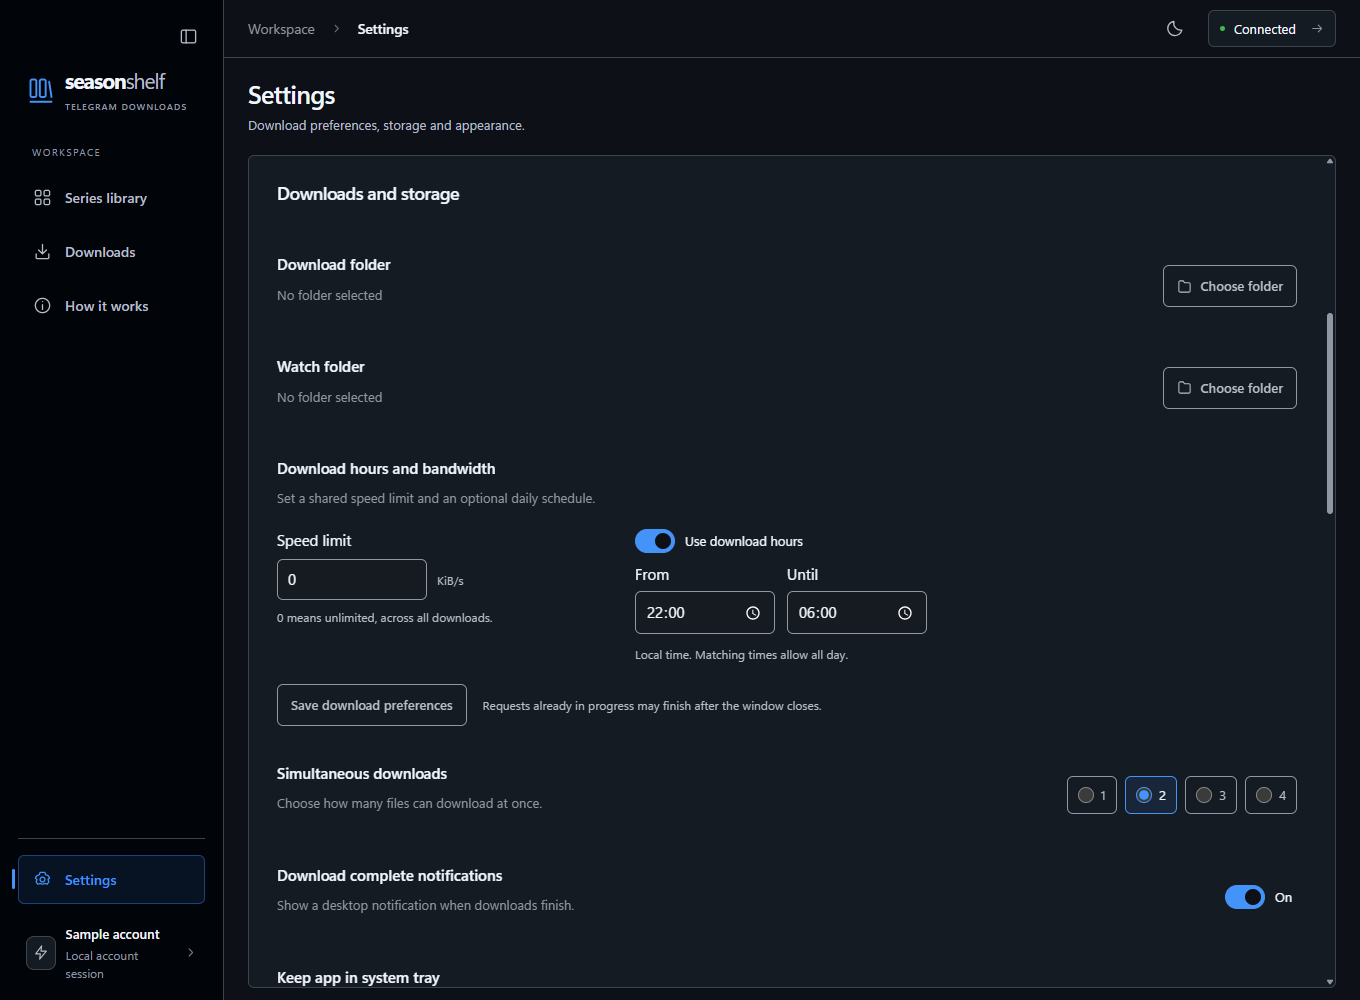 Workspace > Settings
Connected →
seasonshelf
TELEGRAM DOWNLOADS
WORKSPACE
Series library
Downloads
How it works
Settings
Sample account
Local account
session
Settings
Download preferences, storage and appearance.
Downloads and storage
Download folder
No folder selected
Choose folder
Watch folder
No folder selected
Choose folder
Download hours and bandwidth
Set a shared speed limit and an optional daily schedule.
Speed limit
0 KiB/s
0 means unlimited, across all downloads.
Use download hours
From Until
22:00 06:00
Local time. Matching times allow all day.
Save download preferences
Requests already in progress may finish after the window closes.
Simultaneous downloads
Choose how many files can download at once.
1 2 3 4
Download complete notifications
Show a desktop notification when downloads finish.
On
Keep app in system tray